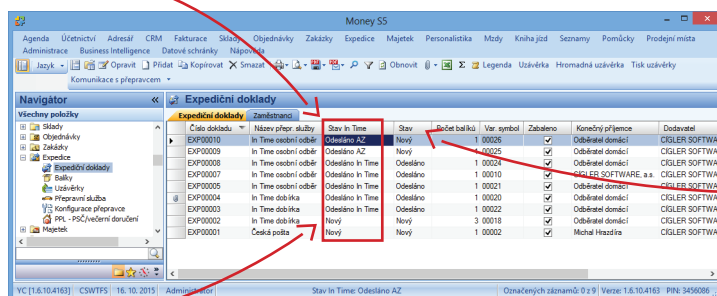 Money S5
Agenda Účetnictví Adresář CRM Fakturace Sklady Objednávky Zakázky Expedice Majetek Personalistika Mzdy Kniha jízd Seznamy Pomůcky Prodejní místa
Administrace Business Intelligence Datové schránky Nápověda
Jazyk Opravit Přidat Kopírovat Smazat Obnovit Legenda Uzávěrka Hromadná uzávěrka Tisk uzávěrky
Komunikace s přepravcem
Navigátor « Expediční doklady
Všechny položky Expediční doklady Zaměstnanci
Číslo dokladu Název přepr. služby Stav In Time Stav Počet balíků Var. symbol Zabaleno Konečný příjemce Dodavatel
Sklady
Objednávky
Zakázky
Expedice
Expediční doklady
Balíky
Uzávěrky
Přepravní služba
Konfigurace přepravce
PPL - PSČ/večerní doručení
Majetek
EXP00010 In Time osobní odběr Odesláno AZ Nový 1 00026 Odběratel domácí CÍGLER SOFTWA
EXP00009 In Time osobní odběr Odesláno AZ Nový 1 00025 Odběratel domácí CÍGLER SOFTWA
EXP00008 In Time osobní odběr Odesláno In Time Odesláno 1 00024 Odběratel domácí CÍGLER SOFTWA
EXP00007 In Time osobní odběr Odesláno In Time Odesláno 1 00010 CÍGLER SOFTWARE, a.s. CÍGLER SOFTWA
EXP00005 In Time osobní odběr Odesláno In Time Odesláno 1 00021 Odběratel domácí CÍGLER SOFTWA
EXP00004 In Time dobírka Odesláno In Time Odesláno 1 00020 Odběratel domácí CÍGLER SOFTWA
EXP00003 In Time dobírka Odesláno In Time Odesláno 1 00022 Odběratel domácí CÍGLER SOFTWA
EXP00002 In Time dobírka Nový Nový 3 00018 Odběratel domácí CÍGLER SOFTWA
EXP00001 Česká pošta Nový Nový 1 00002 Michal Hrazdíra CÍGLER SOFTWA
YC [1.6.10.4163] CSWTFS 16. 10. 2015 Administrátor Stav In Time: Odesláno AZ Označených záznamů: 0 z 9 Verze: 1.6.10.4163 PIN: 3456086